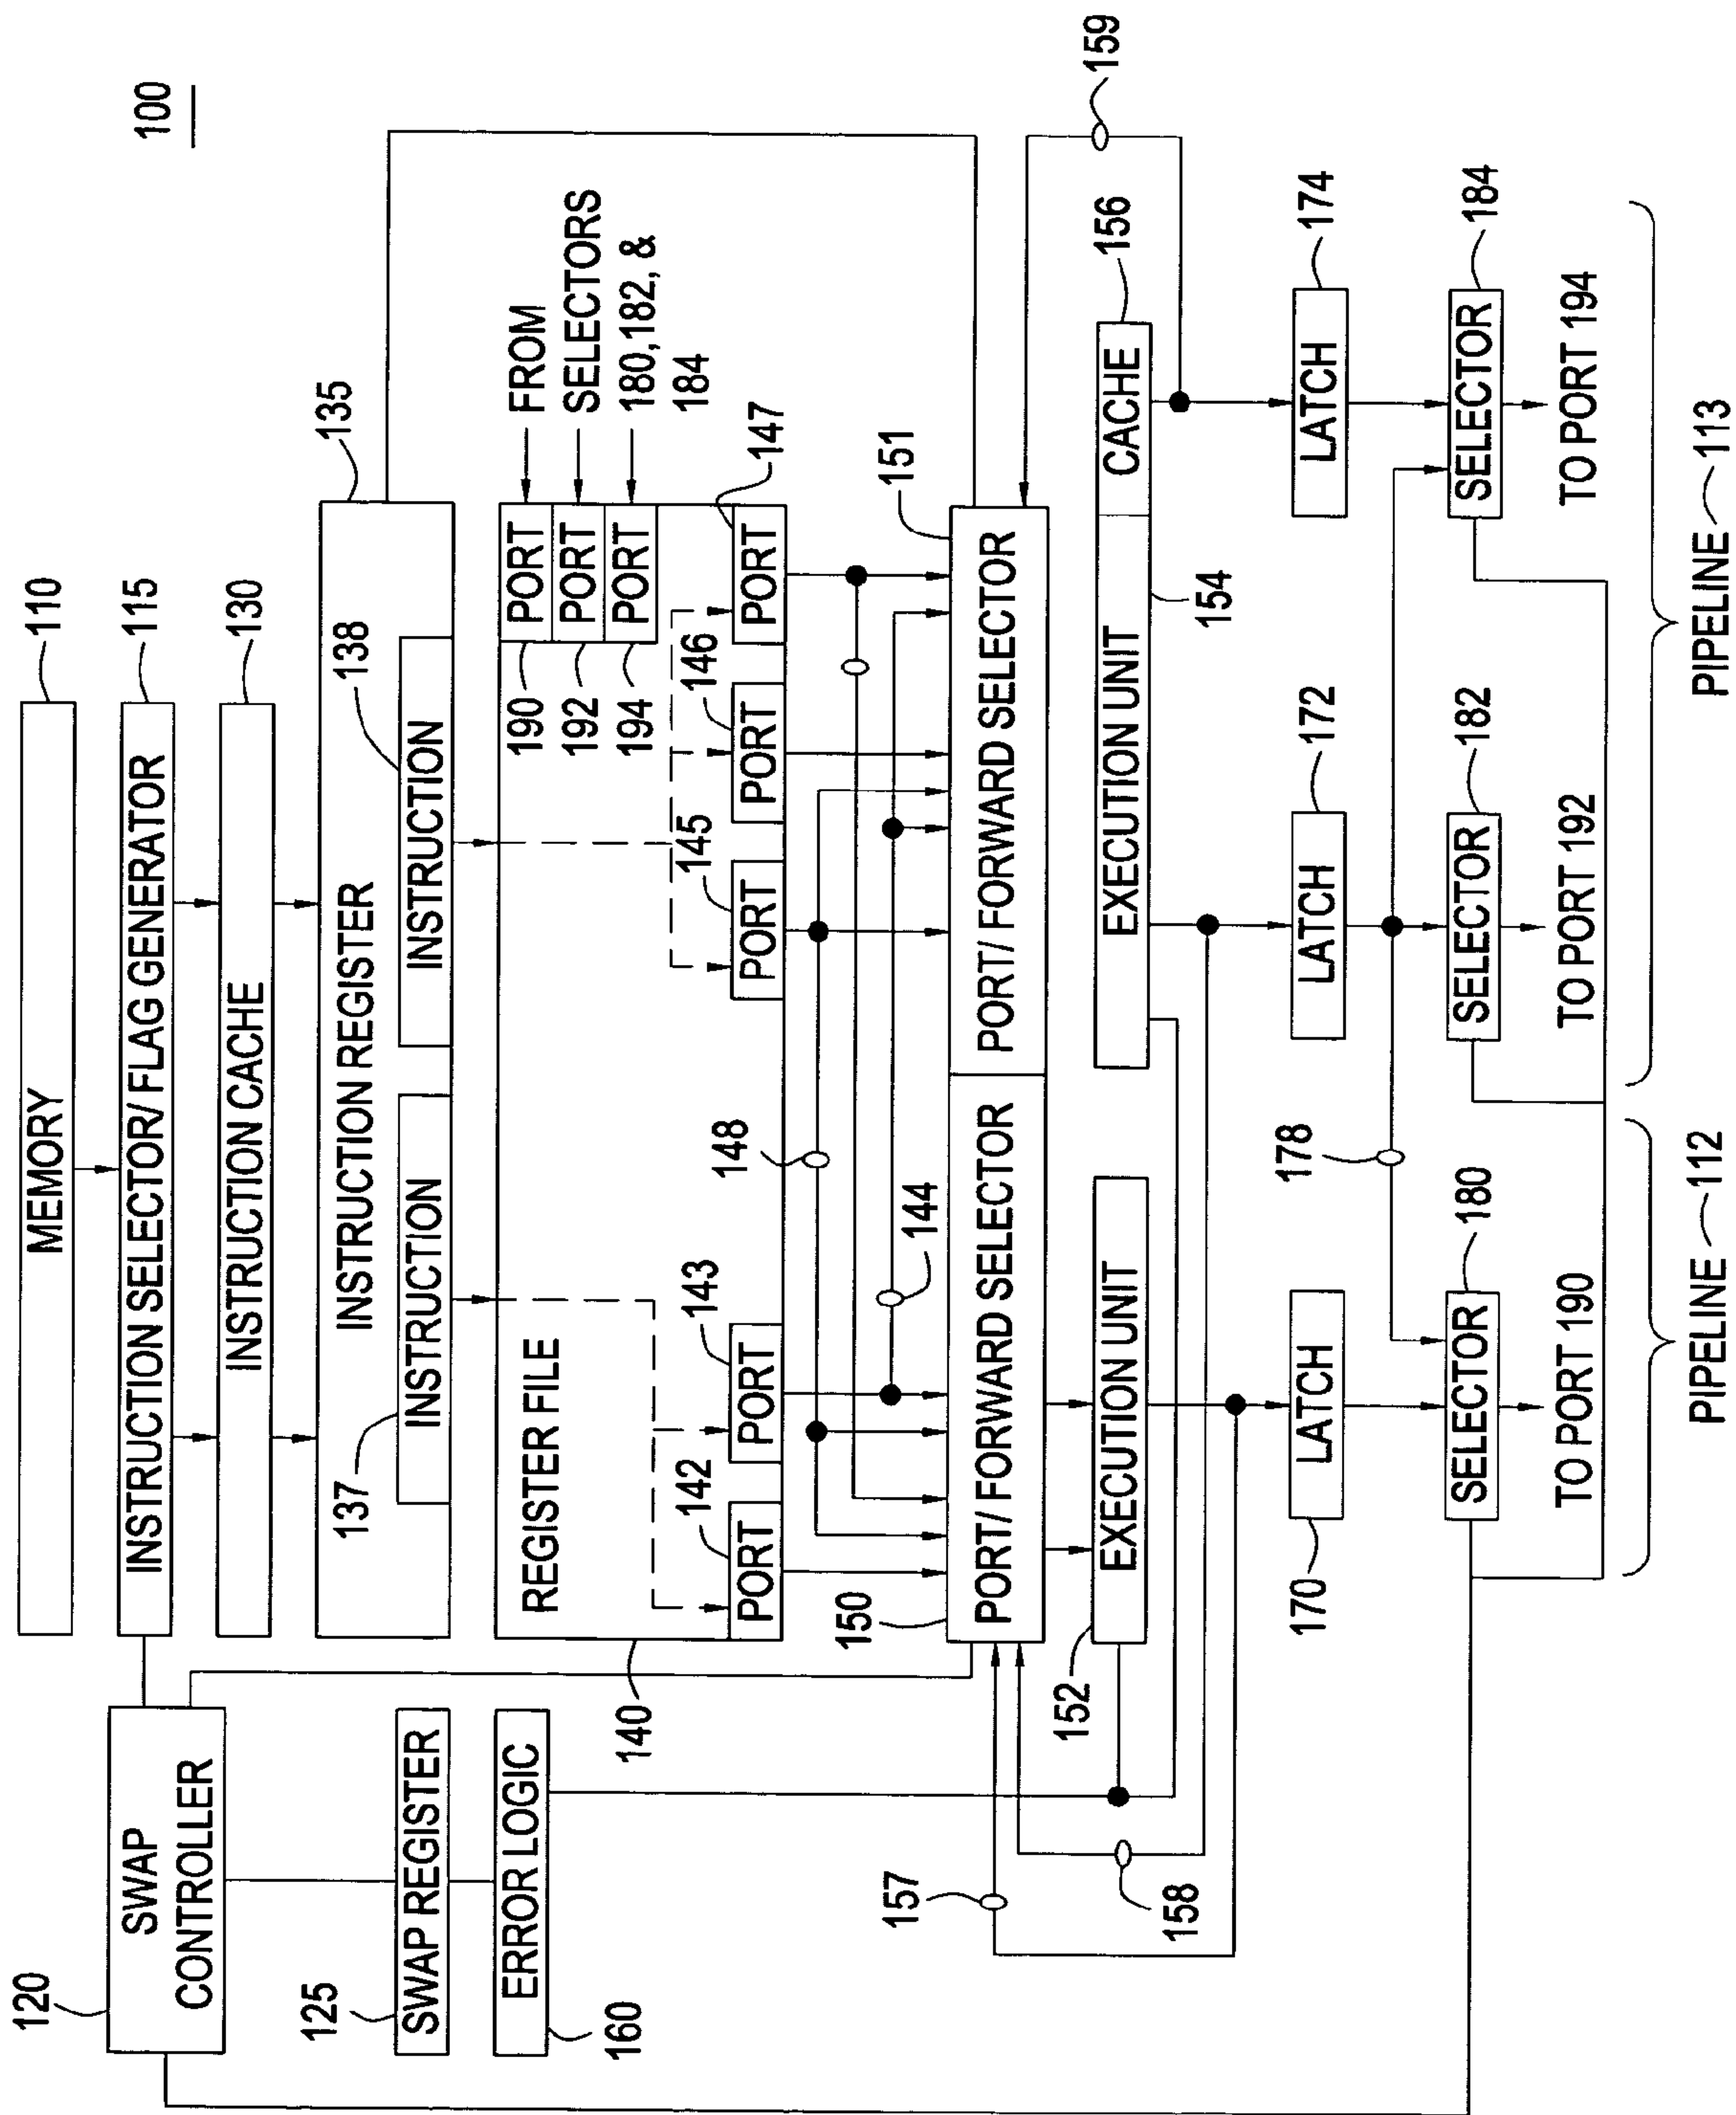 100
MEMORY
110
INSTRUCTION SELECTOR/ FLAG GENERATOR
115
SWAP
CONTROLLER
120
INSTRUCTION CACHE
130
SWAP REGISTER
125
INSTRUCTION REGISTER
135
INSTRUCTION
137
INSTRUCTION
138
ERROR LOGIC
160
REGISTER FILE
140
PORT
190
PORT
192
PORT
194
FROM
SELECTORS
180,182, &
184
PORT
142
PORT
143
PORT
145
PORT
146
PORT
147
148
144
PORT/ FORWARD SELECTOR
150
PORT/ FORWARD SELECTOR
151
157
158
159
EXECUTION UNIT
152
EXECUTION UNIT
154
CACHE
156
LATCH
170
LATCH
172
LATCH
174
178
SELECTOR
180
SELECTOR
182
SELECTOR
184
TO PORT 190
TO PORT 192
TO PORT 194
PIPELINE 112
PIPELINE 113